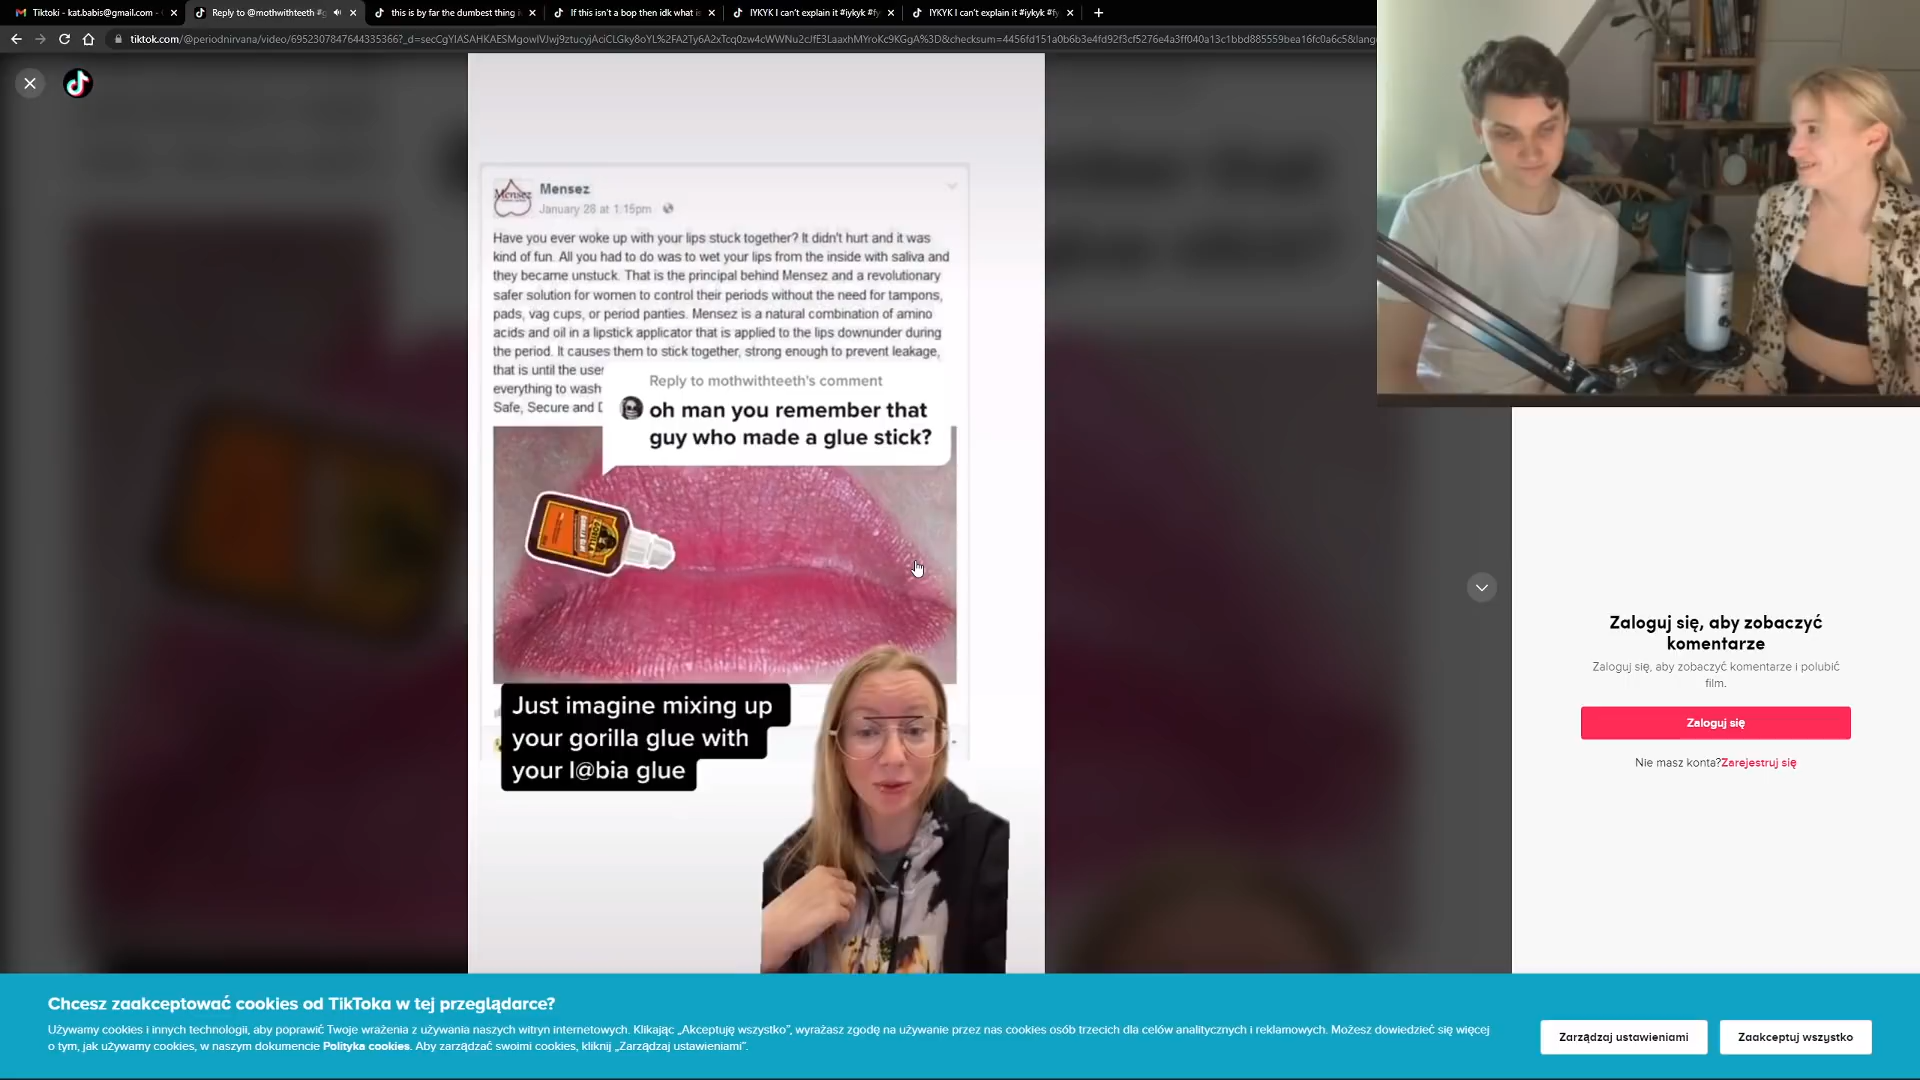 Tiktoki - kat.babis@gmail.com -
Reply to @mothwithteeth #g
this is by far the dumbest thing i
If this isn't a bop then idk what is
IYKYK I can't explain it #iykyk #fy
IYKYK I can't explain it #iykyk #fy
Mensez
January 28 at 1:15pm
Have you ever woke up with your lips stuck together? It didn't hurt and it was
kind of fun. All you had to do was to wet your lips from the inside with saliva and
they became unstuck. That is the principal behind Mensez and a revolutionary
safer solution for women to control their periods without the need for tampons,
pads, vag cups, or period panties. Mensez is a natural combination of amino
acids and oil in a lipstick applicator that is applied to the lips downunder during
the period. It causes them to stick together, strong enough to prevent leakage,
that is until the user
everything to wash
Safe, Secure and
Reply to mothwithteeth's comment
oh man you remember that
guy who made a glue stick?
Just imagine mixing up
your gorilla glue with
your l@bia glue
Zaloguj się, aby zobaczyć
komentarze
Zaloguj się, aby zobaczyć komentarze i polubić
film.
Zaloguj się
Nie masz konta?Zarejestruj się
Chcesz zaakceptować cookies od TikToka w tej przeglądarce?
Używamy cookies i innych technologii, aby poprawić Twoje wrażenia z używania naszych witryn internetowych. Klikając „Akceptuję wszystko”, wyrażasz zgodę na używanie przez nas cookies osób trzecich dla celów analitycznych i reklamowych. Możesz dowiedzieć się więcej
o tym, jak używamy cookies, w naszym dokumencie Polityka cookies. Aby zarządzać swoimi cookies, kliknij „Zarządzaj ustawieniami”.
Zarządzaj ustawieniami
Zaakceptuj wszystko